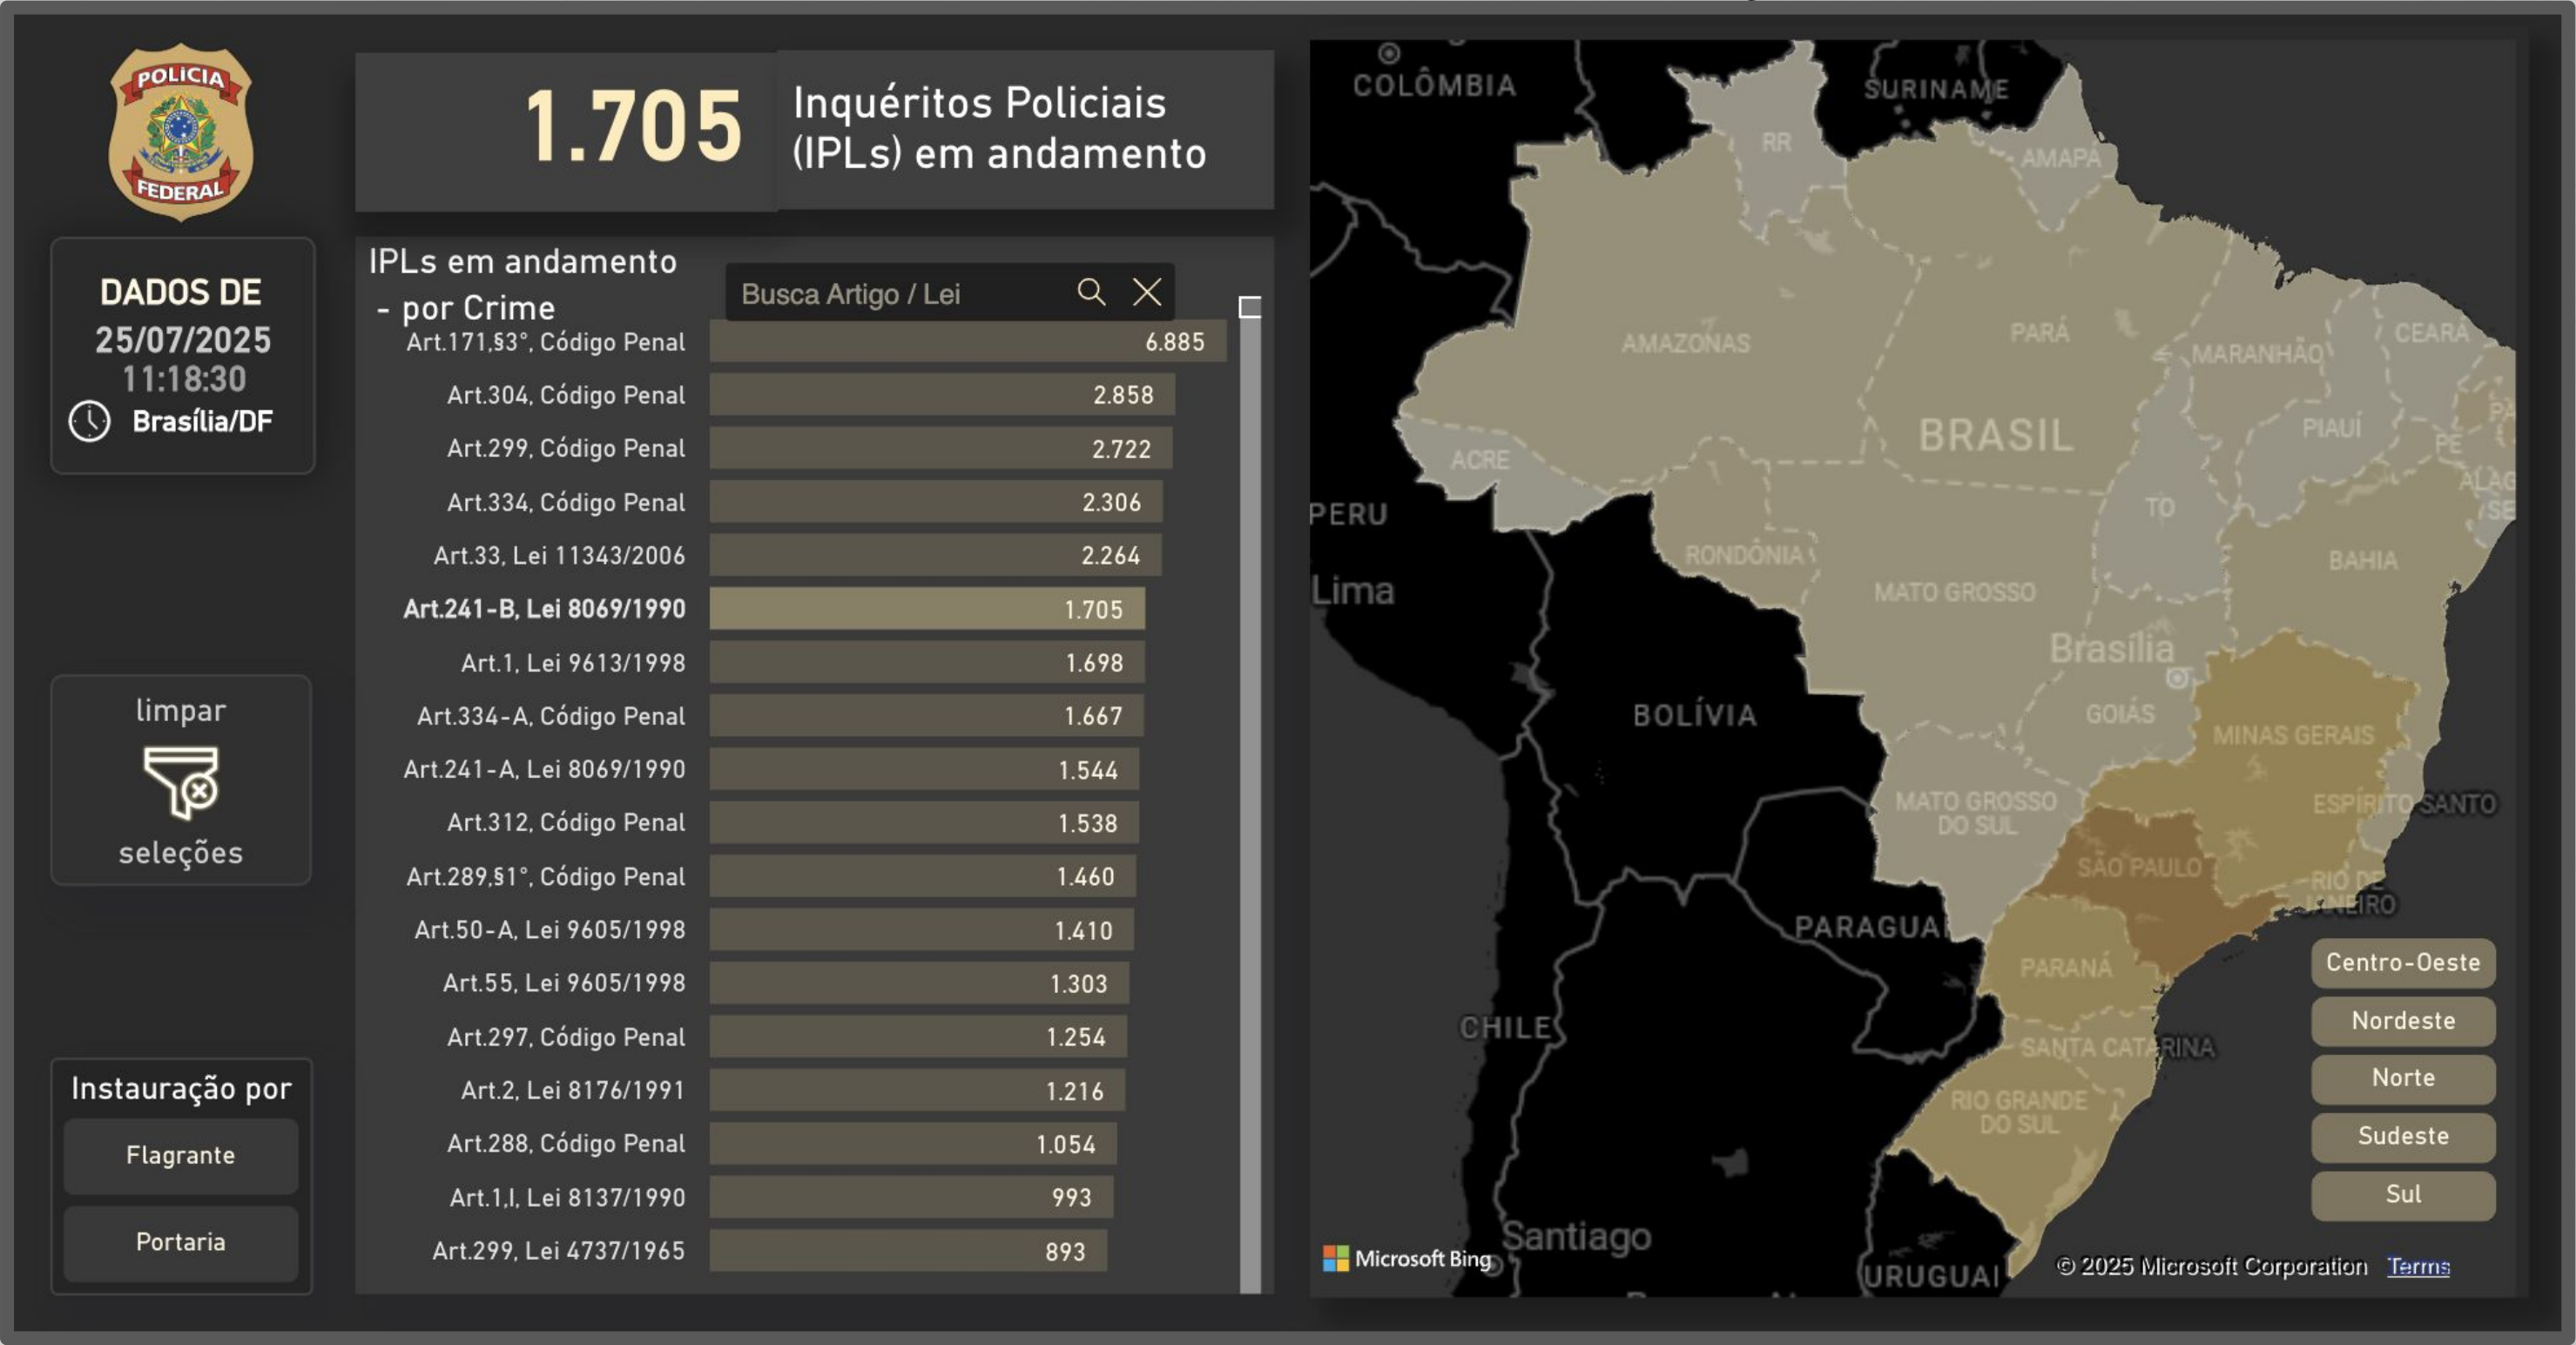 POLÍCIA
FEDERAL
DADOS DE
25/07/2025
11:18:30
Brasília/DF
limpar
seleções
Instauração por
Flagrante
Portaria
1.705
Inquéritos Policiais
(IPLs) em andamento
IPLs em andamento
- por Crime
Busca Artigo / Lei
Art.171,§3°, Código Penal 6.885
Art.304, Código Penal 2.858
Art.299, Código Penal 2.722
Art.334, Código Penal 2.306
Art.33, Lei 11343/2006 2.264
Art.241-B, Lei 8069/1990 1.705
Art.1, Lei 9613/1998 1.698
Art.334-A, Código Penal 1.667
Art.241-A, Lei 8069/1990 1.544
Art.312, Código Penal 1.538
Art.289,§1°, Código Penal 1.460
Art.50-A, Lei 9605/1998 1.410
Art.55, Lei 9605/1998 1.303
Art.297, Código Penal 1.254
Art.2, Lei 8176/1991 1.216
Art.288, Código Penal 1.054
Art.1,I, Lei 8137/1990 993
Art.299, Lei 4737/1965 893
COLÔMBIA
SURINAME
RR
AMAPÁ
AMAZONAS
PARÁ
MARANHÃO
CEARÁ
BRASIL
PIAUÍ
PA
PE
ACRE
ALAG
SE
TO
PERU
RONDÔNIA
BAHIA
Lima
MATO GROSSO
Brasília
BOLÍVIA
GOIÁS
MINAS GERAIS
MATO GROSSO
DO SUL
ESPÍRITO SANTO
SÃO PAULO
RIO DE
JANEIRO
PARAGUAI
PARANÁ
CHILE
SANTA CATARINA
RIO GRANDE
DO SUL
Santiago
URUGUAI
Centro-Oeste
Nordeste
Norte
Sudeste
Sul
Microsoft Bing
© 2025 Microsoft Corporation Terms